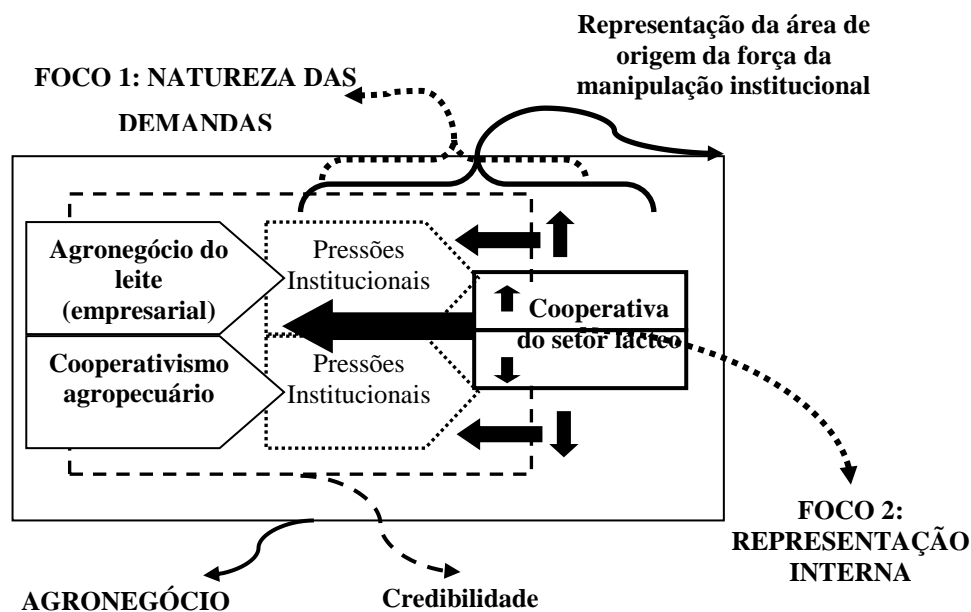 Representação da área de
origem da força da
manipulação institucional
FOCO 1: NATUREZA DAS
DEMANDAS
Agronegócio do
leite
(empresarial)
Pressões
Institucionais
Cooperativa
do setor lácteo
Cooperativismo
agropecuário
Pressões
Institucionais
FOCO 2:
REPRESENTAÇÃO
INTERNA
AGRONEGÓCIO
Credibilidade